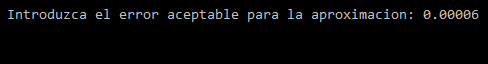 Introduzca el error aceptable para la aproximacion: 0.00006